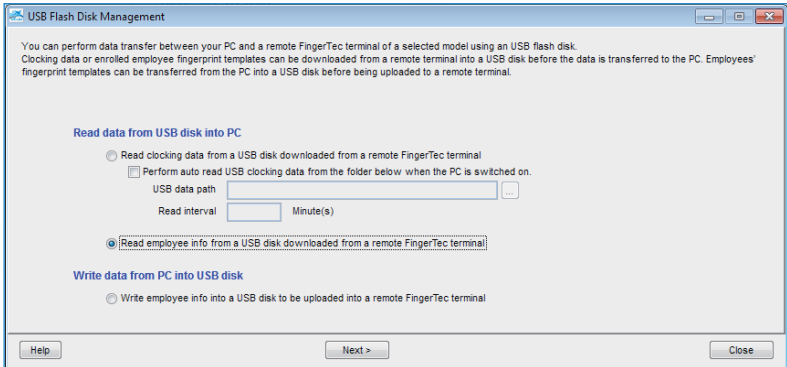 USB Flash Disk Management
You can perform data transfer between your PC and a remote FingerTec terminal of a selected model using an USB flash disk.
Clocking data or enrolled employee fingerprint templates can be downloaded from a remote terminal into a USB disk before the data is transferred to the PC. Employees'
fingerprint templates can be transferred from the PC into a USB disk before being uploaded to a remote terminal.
Read data from USB disk into PC
Read clocking data from a USB disk downloaded from a remote FingerTec terminal
Perform auto read USB clocking data from the folder below when the PC is switched on.
USB data path
...
Read interval Minute(s)
Read employee info from a USB disk downloaded from a remote FingerTec terminal
Write data from PC into USB disk
Write employee info into a USB disk to be uploaded into a remote FingerTec terminal
Help Next > Close